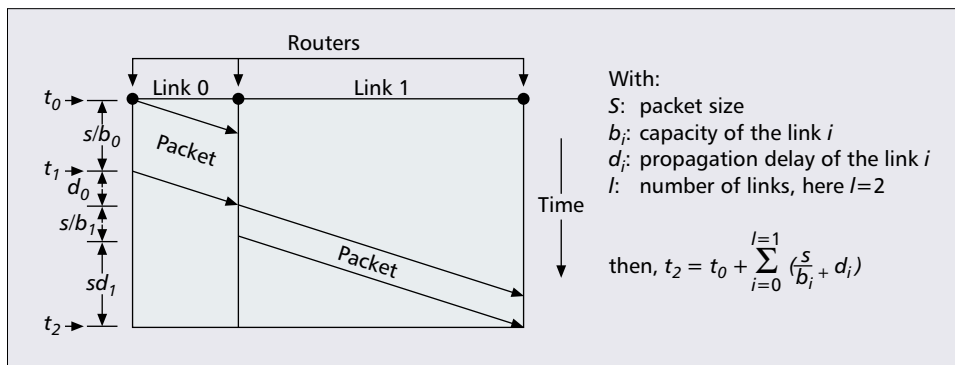 Routers
Link 0
Link 1
t₀
s/b₀
Packet
t₁
d₀
s/b₁
Packet
sd₁
t₂
Time
With:
S: packet size
bᵢ: capacity of the link i
dᵢ: propagation delay of the link i
l: number of links, here l=2
then, t₂ = t₀ + ∑ᵢ₌₀ˡ⁼¹ (s/bᵢ + dᵢ)